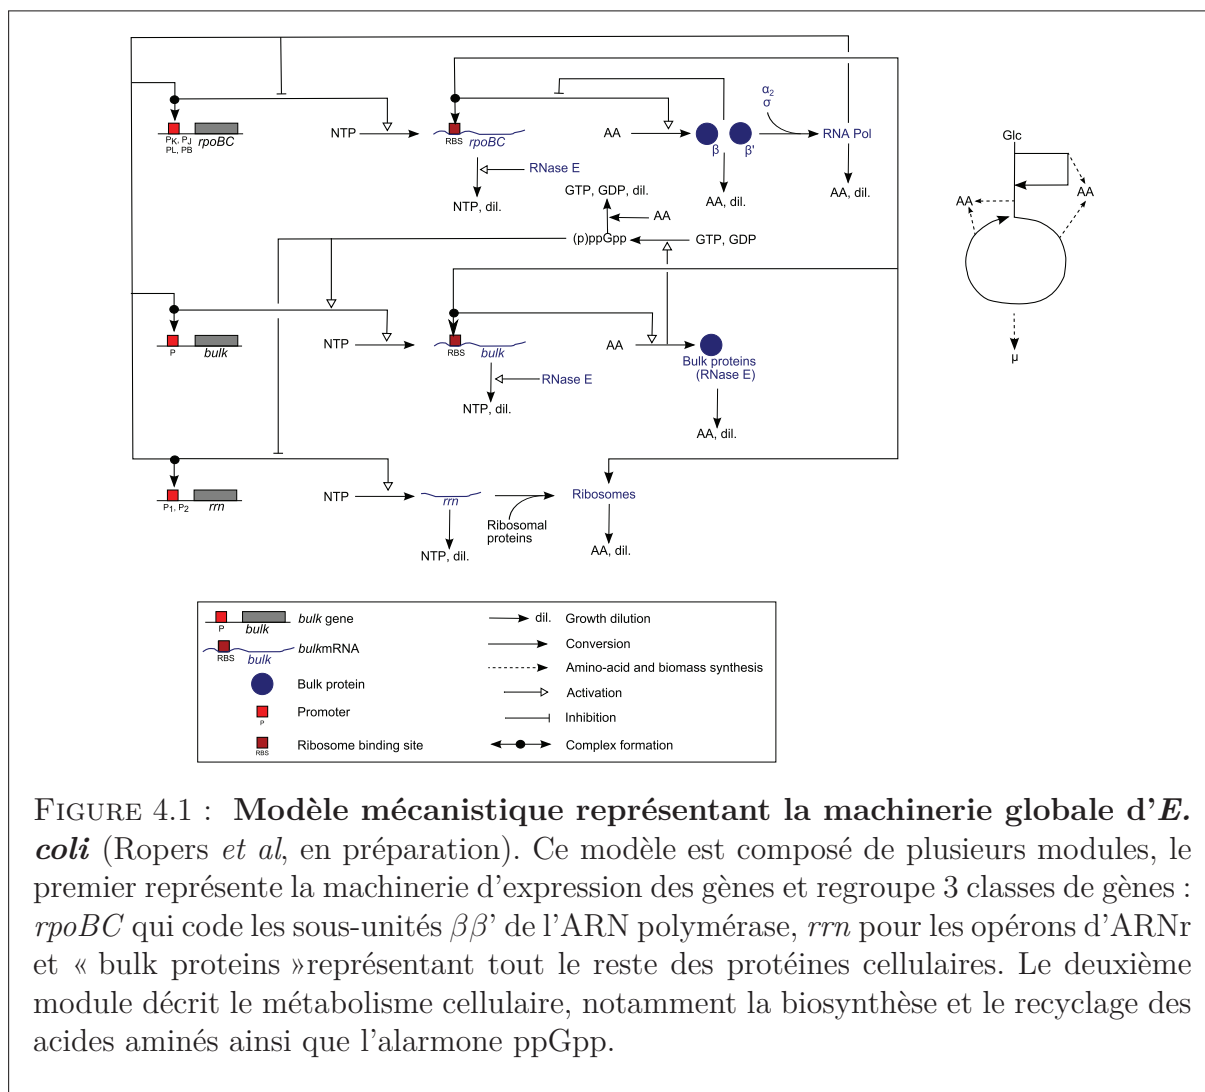 α2
σ
NTP
RBS
rpoBC
AA
β
β'
RNA Pol
PK, PJ
PL, PB
rpoBC
RNase E
NTP, dil.
GTP, GDP, dil.
AA
AA, dil.
AA, dil.
(p)ppGpp
GTP, GDP
Glc
AA
AA
μ
P
bulk
NTP
RBS
bulk
AA
Bulk proteins
(RNase E)
RNase E
NTP, dil.
AA, dil.
P1, P2
rrn
NTP
rrn
Ribosomes
Ribosomal
proteins
NTP, dil.
AA, dil.
P
bulk
bulk gene
RBS
bulk
bulkmRNA
Bulk protein
P
Promoter
RBS
Ribosome binding site
dil.
Growth dilution
Conversion
Amino-acid and biomass synthesis
Activation
Inhibition
Complex formation
FIGURE 4.1 : Modèle mécanistique représentant la machinerie globale d'E.
coli (Ropers et al, en préparation). Ce modèle est composé de plusieurs modules, le
premier représente la machinerie d'expression des gènes et regroupe 3 classes de gènes :
rpoBC qui code les sous-unités ββ' de l'ARN polymérase, rrn pour les opérons d'ARNr
et « bulk proteins »représentant tout le reste des protéines cellulaires. Le deuxième
module décrit le métabolisme cellulaire, notamment la biosynthèse et le recyclage des
acides aminés ainsi que l'alarmone ppGpp.